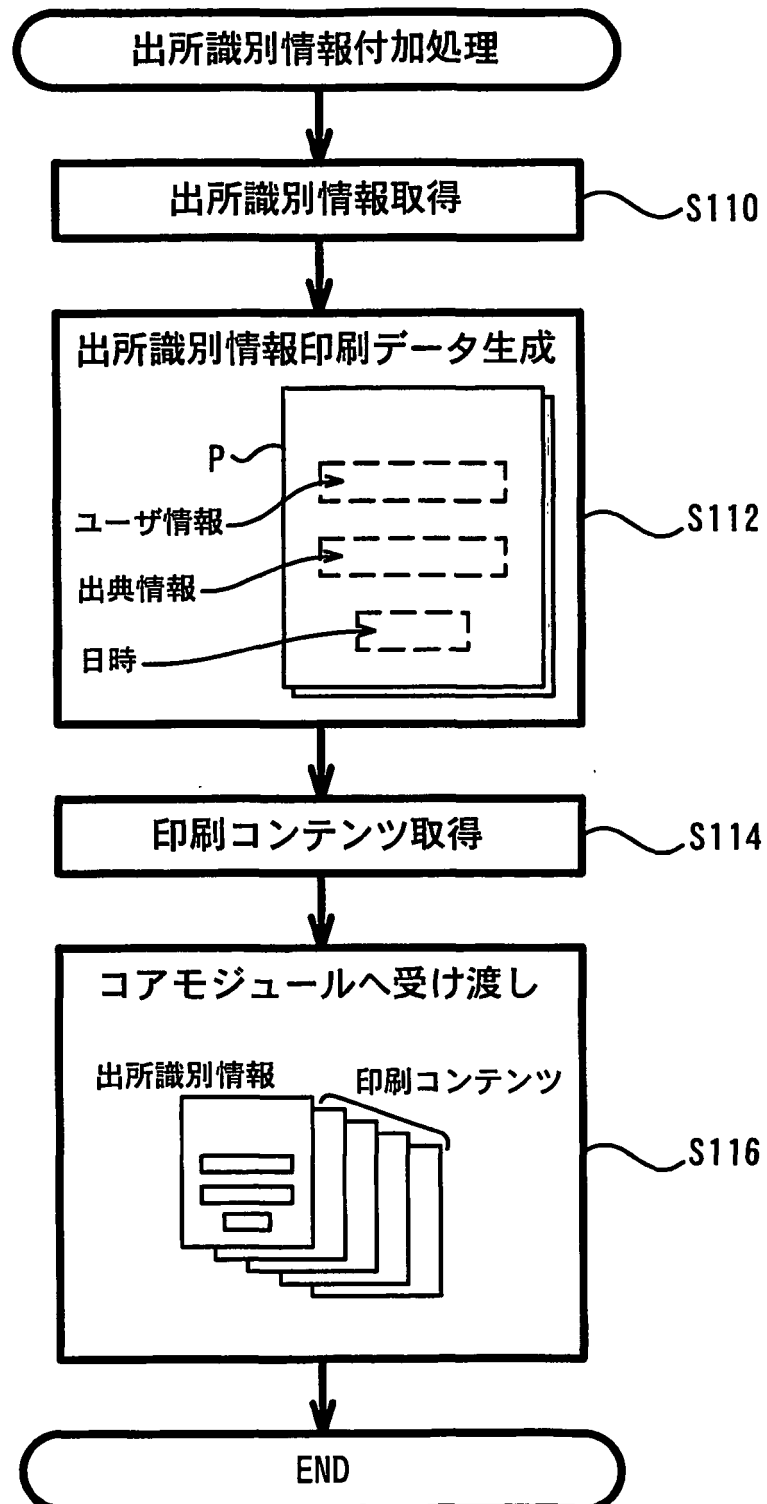 出所識別情報付加処理
出所識別情報取得
S110
出所識別情報印刷データ生成
P
ユーザ情報
出典情報
日時
S112
印刷コンテンツ取得
S114
コアモジュールへ受け渡し
出所識別情報
印刷コンテンツ
S116
END